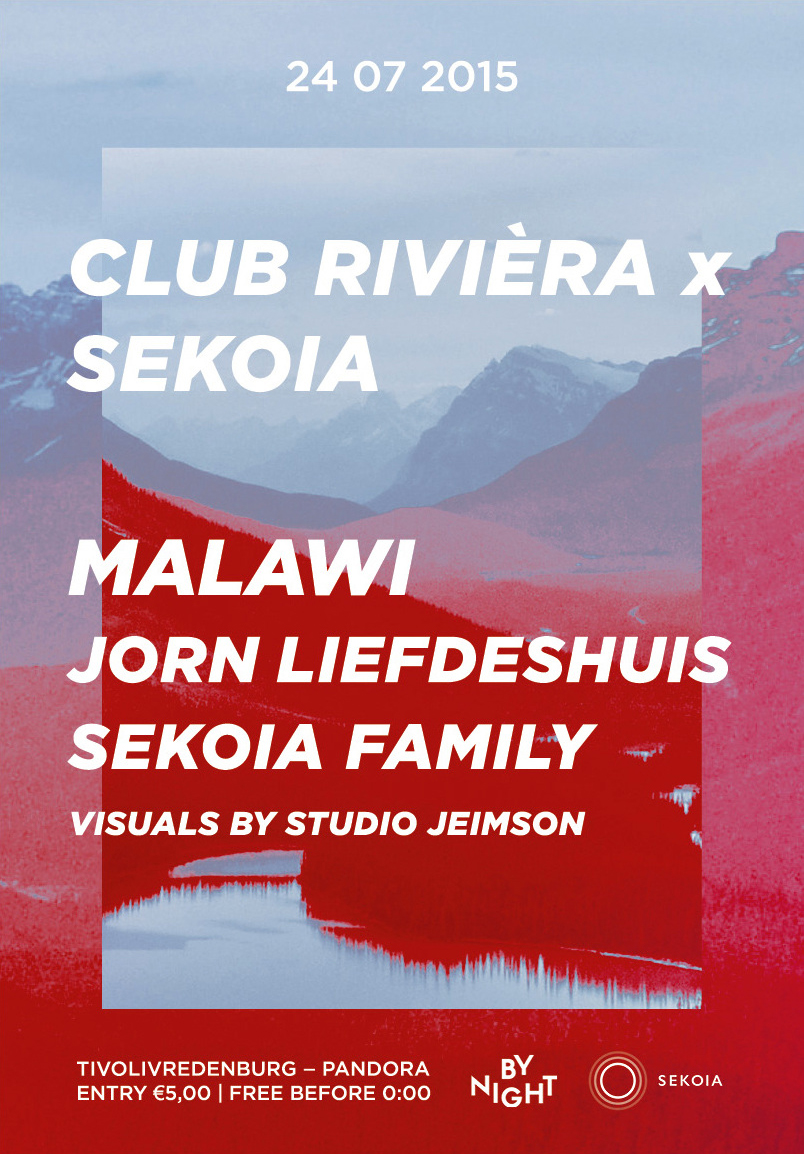 24 07 2015
CLUB RIVIÈRA x
SEKOIA
MALAWI
JORN LIEFDESHUIS
SEKOIA FAMILY
VISUALS BY STUDIO JEIMSON
TIVOLIVREDENBURG – PANDORA
ENTRY €5,00 | FREE BEFORE 0:00
BY
NIGHT
SEKOIA